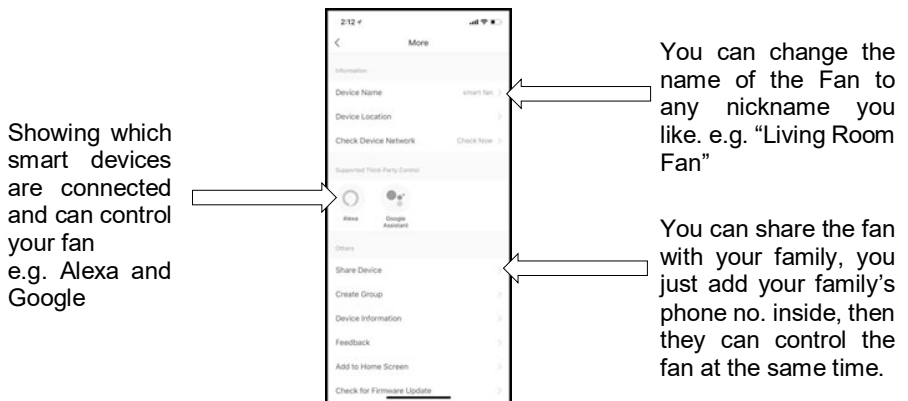 Showing which
smart devices
are connected
and can control
your fan
e.g. Alexa and
Google
2:12
More
Information
Device Name smart fan
Device Location
Check Device Network Check Now
Supported Third-Party Control
Alexa
Google
Assistant
Others
Share Device
Create Group
Device Information
Feedback
Add to Home Screen
Check for Firmware Update
You can change the
name of the Fan to
any nickname you
like. e.g. “Living Room
Fan”
You can share the fan
with your family, you
just add your family’s
phone no. inside, then
they can control the
fan at the same time.